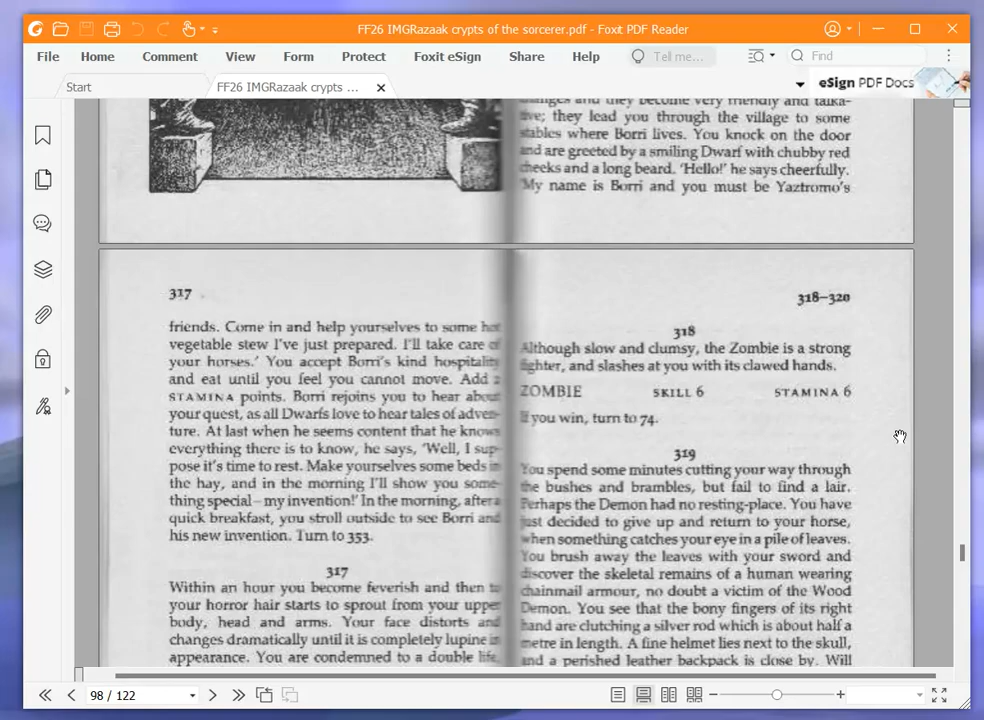 FF26 IMGRazaak crypts of the sorcerer.pdf - Foxit PDF Reader
File Home Comment View Form Protect Foxit eSign Share Help Tell me... Find
Start FF26 IMGRazaak crypts ... eSign PDF Docs
changes and they become very friendly and talka-
tive; they lead you through the village to some
stables where Borri lives. You knock on the door
and are greeted by a smiling Dwarf with chubby red
cheeks and a long beard. 'Hello!' he says cheerfully.
'My name is Borri and you must be Yaztromo's
317
friends. Come in and help yourselves to some hot
vegetable stew I've just prepared. I'll take care of
your horses.' You accept Borri's kind hospitality
and eat until you feel you cannot move. Add 2
STAMINA points. Borri rejoins you to hear about
your quest, as all Dwarfs love to hear tales of adven-
ture. At last when he seems content that he knows
everything there is to know, he says, 'Well, I sup-
pose it's time to rest. Make yourselves some beds in
the hay, and in the morning I'll show you some-
thing special – my invention!' In the morning, after a
quick breakfast, you stroll outside to see Borri and
his new invention. Turn to 353.
317
Within an hour you become feverish and then to
your horror hair starts to sprout from your upper
body, head and arms. Your face distorts and
changes dramatically until it is completely lupine in
appearance. You are condemned to a double life,
318–320
318
Although slow and clumsy, the Zombie is a strong
fighter, and slashes at you with its clawed hands.
ZOMBIE SKILL 6 STAMINA 6
If you win, turn to 74.
319
You spend some minutes cutting your way through
the bushes and brambles, but fail to find a lair.
Perhaps the Demon had no resting-place. You have
just decided to give up and return to your horse,
when something catches your eye in a pile of leaves.
You brush away the leaves with your sword and
discover the skeletal remains of a human wearing
chainmail armour, no doubt a victim of the Wood
Demon. You see that the bony fingers of its right
hand are clutching a silver rod which is about half a
metre in length. A fine helmet lies next to the skull,
and a perished leather backpack is close by. Will
98 / 122